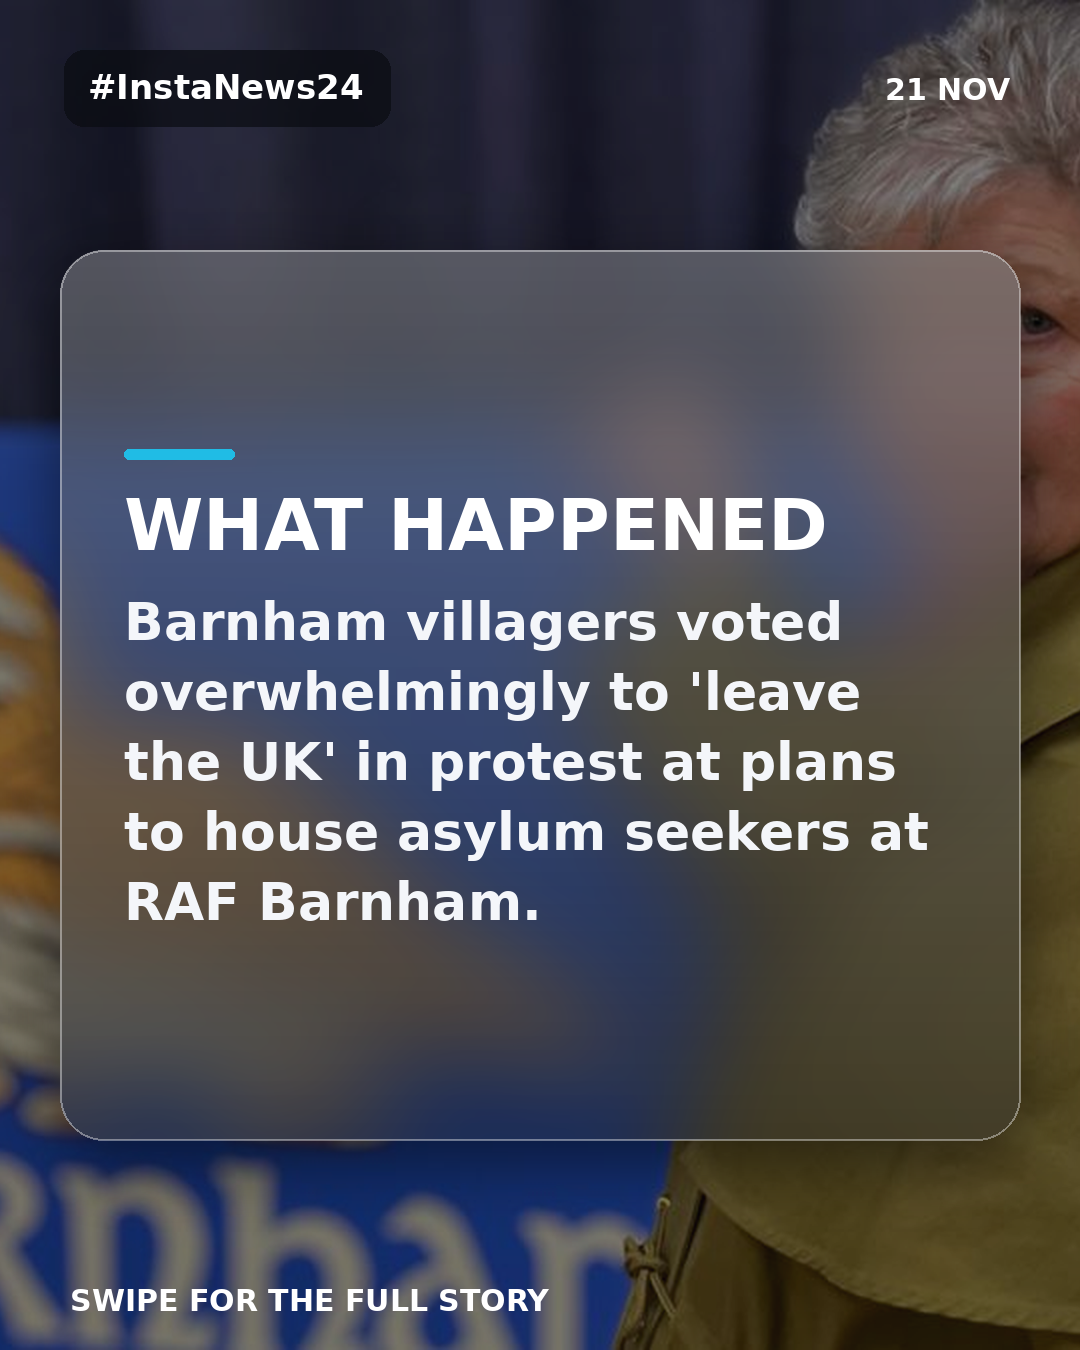 #InstaNews24
21 NOV
WHAT HAPPENED
Barnham villagers voted
overwhelmingly to 'leave
the UK' in protest at plans
to house asylum seekers at
RAF Barnham.
rnham
SWIPE FOR THE FULL STORY